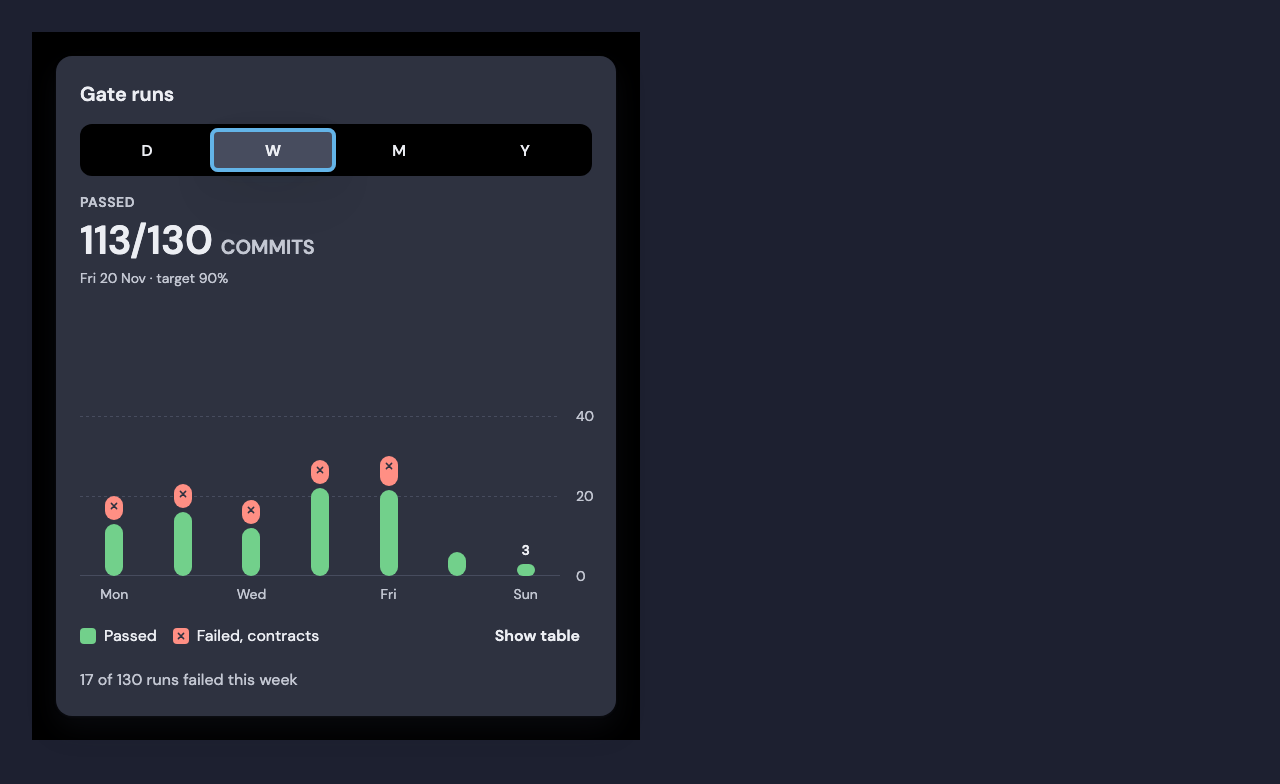 Gate runs
D W M Y
PASSED
113/130 COMMITS
Fri 20 Nov · target 90%
40
20
3
0
Mon Wed Fri Sun
Passed Failed, contracts Show table
17 of 130 runs failed this week